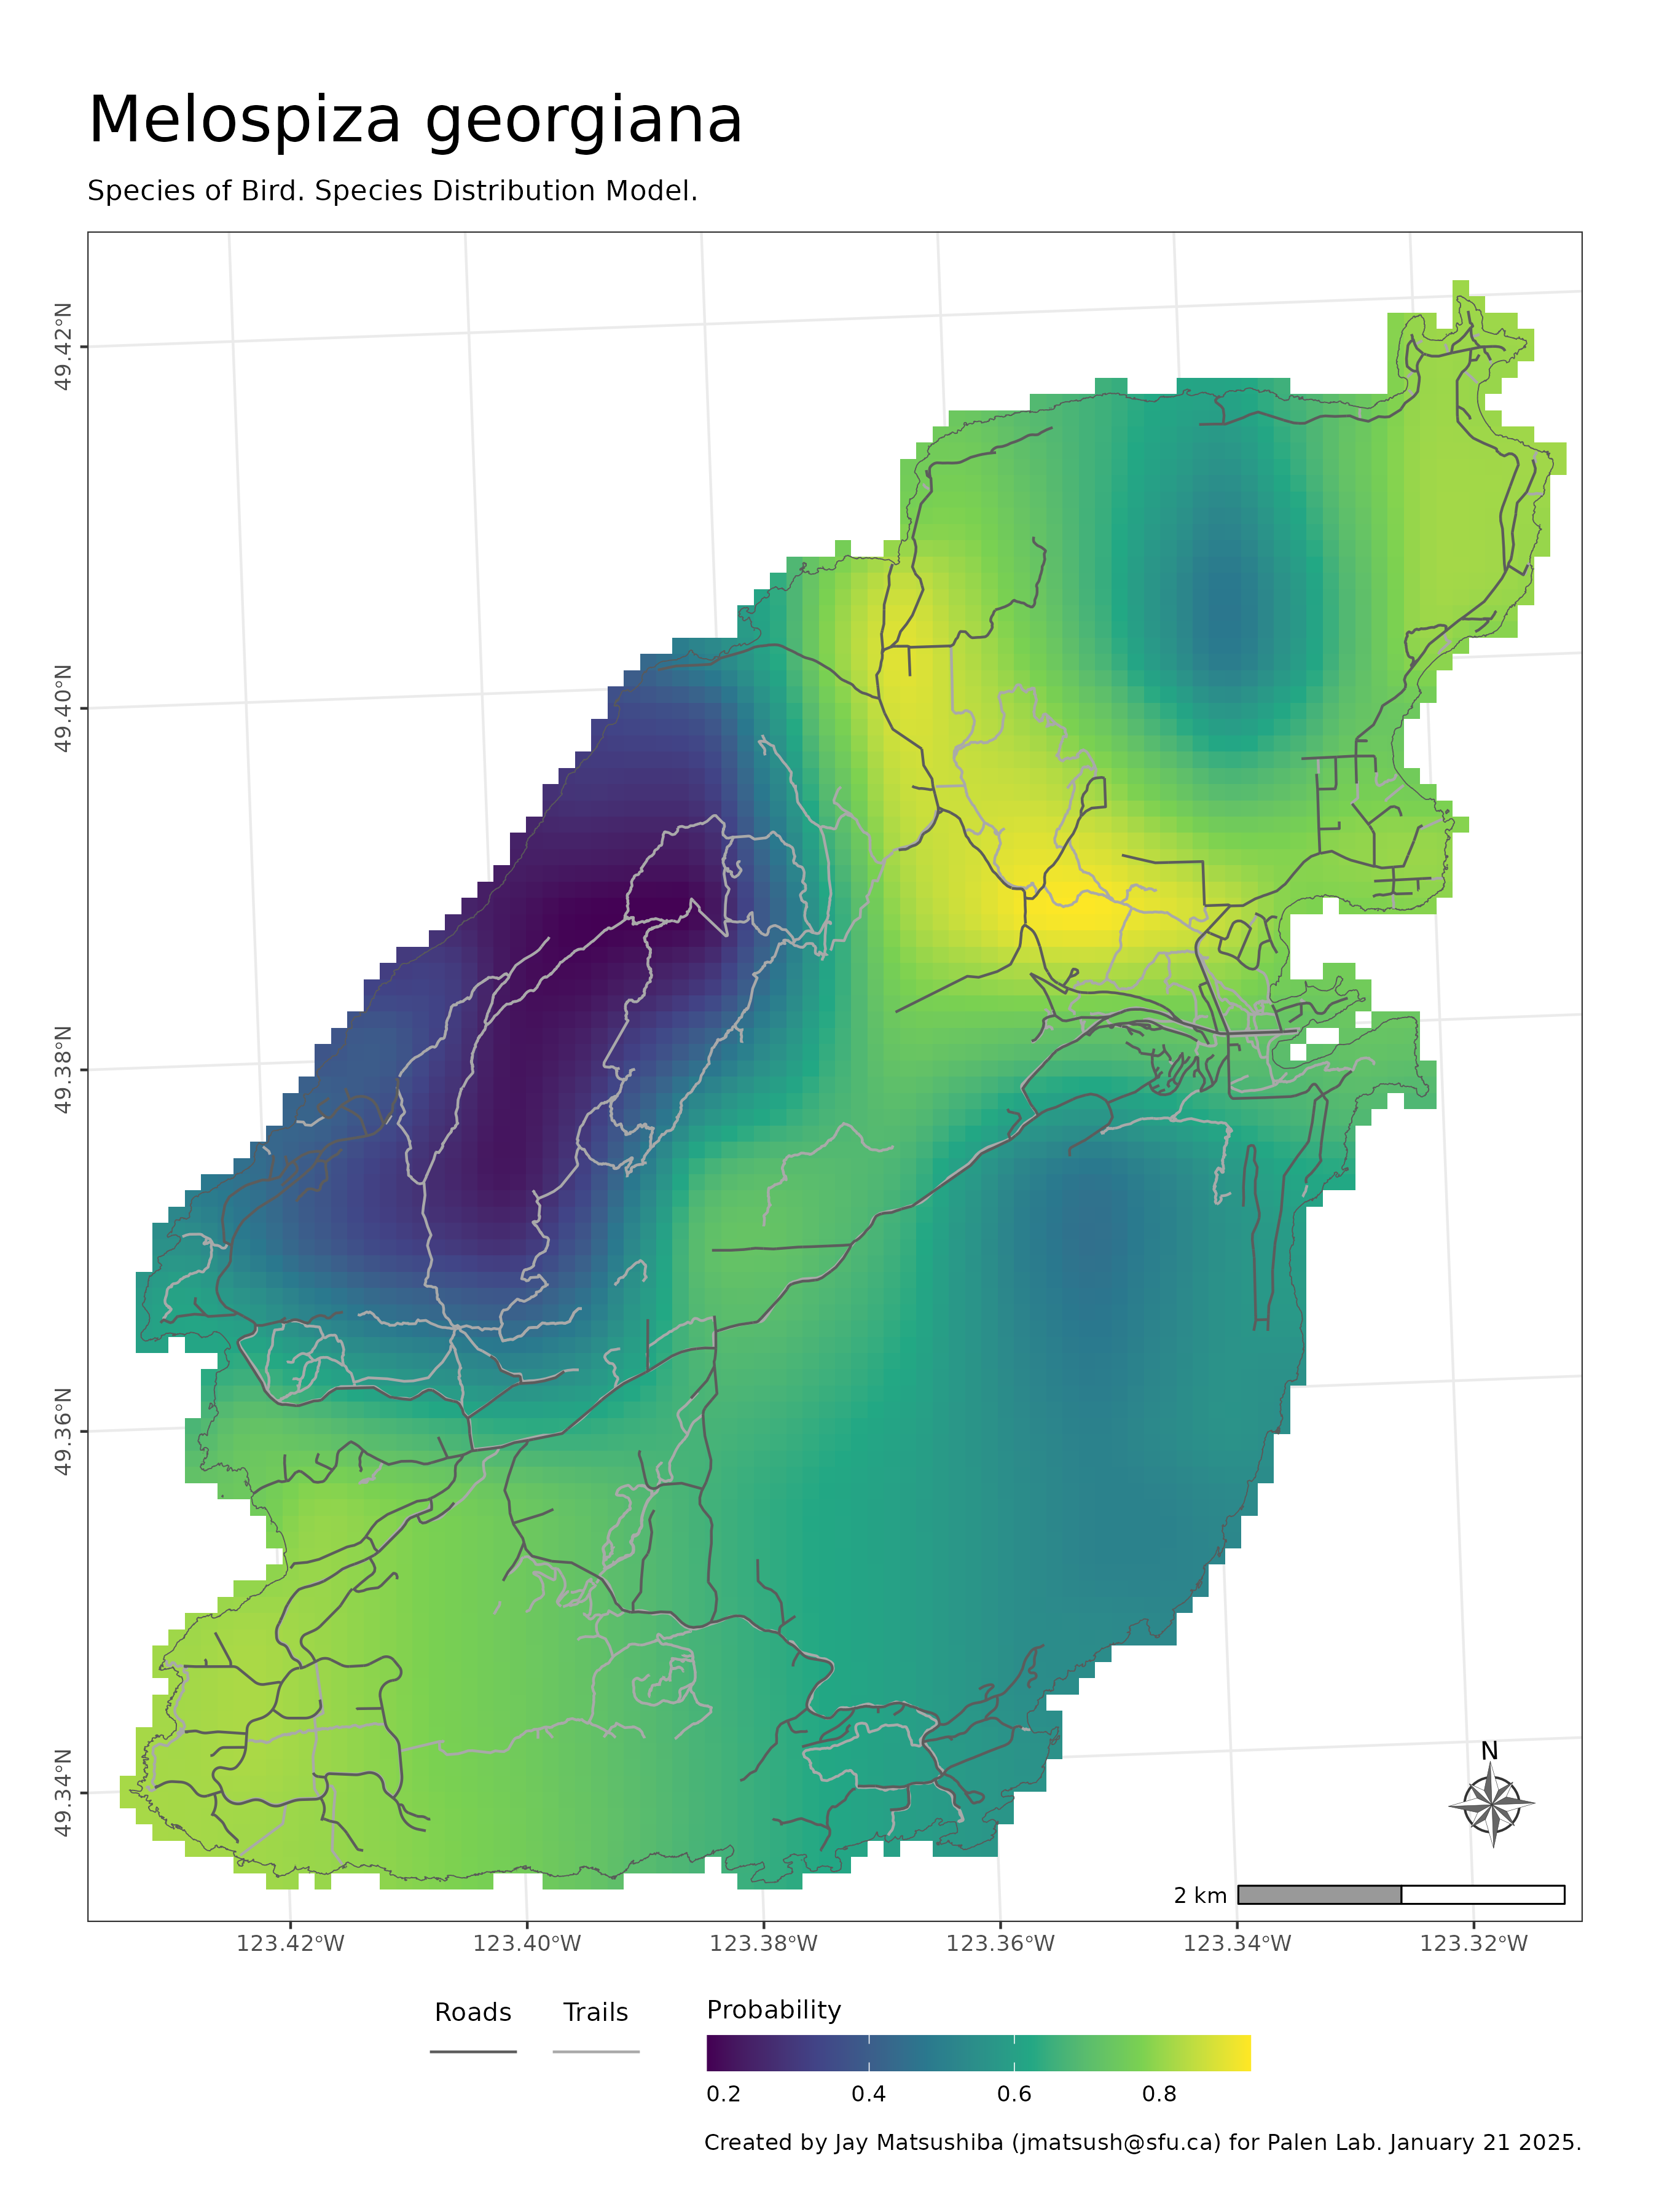 Melospiza georgiana
Species of Bird. Species Distribution Model.
49.42°N
49.40°N
49.38°N
49.36°N
49.34°N
N
2 km
123.42°W
123.40°W
123.38°W
123.36°W
123.34°W
123.32°W
Roads
Trails
Probability
0.2
0.4
0.6
0.8
Created by Jay Matsushiba (jmatsush@sfu.ca) for Palen Lab. January 21 2025.